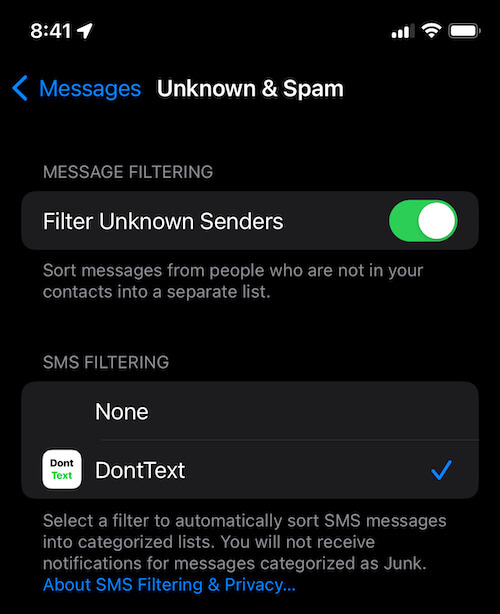 8:41
Messages Unknown & Spam
MESSAGE FILTERING
Filter Unknown Senders
Sort messages from people who are not in your
contacts into a separate list.
SMS FILTERING
None
Dont
Text
DontText
Select a filter to automatically sort SMS messages
into categorized lists. You will not receive
notifications for messages categorized as Junk.
About SMS Filtering & Privacy...